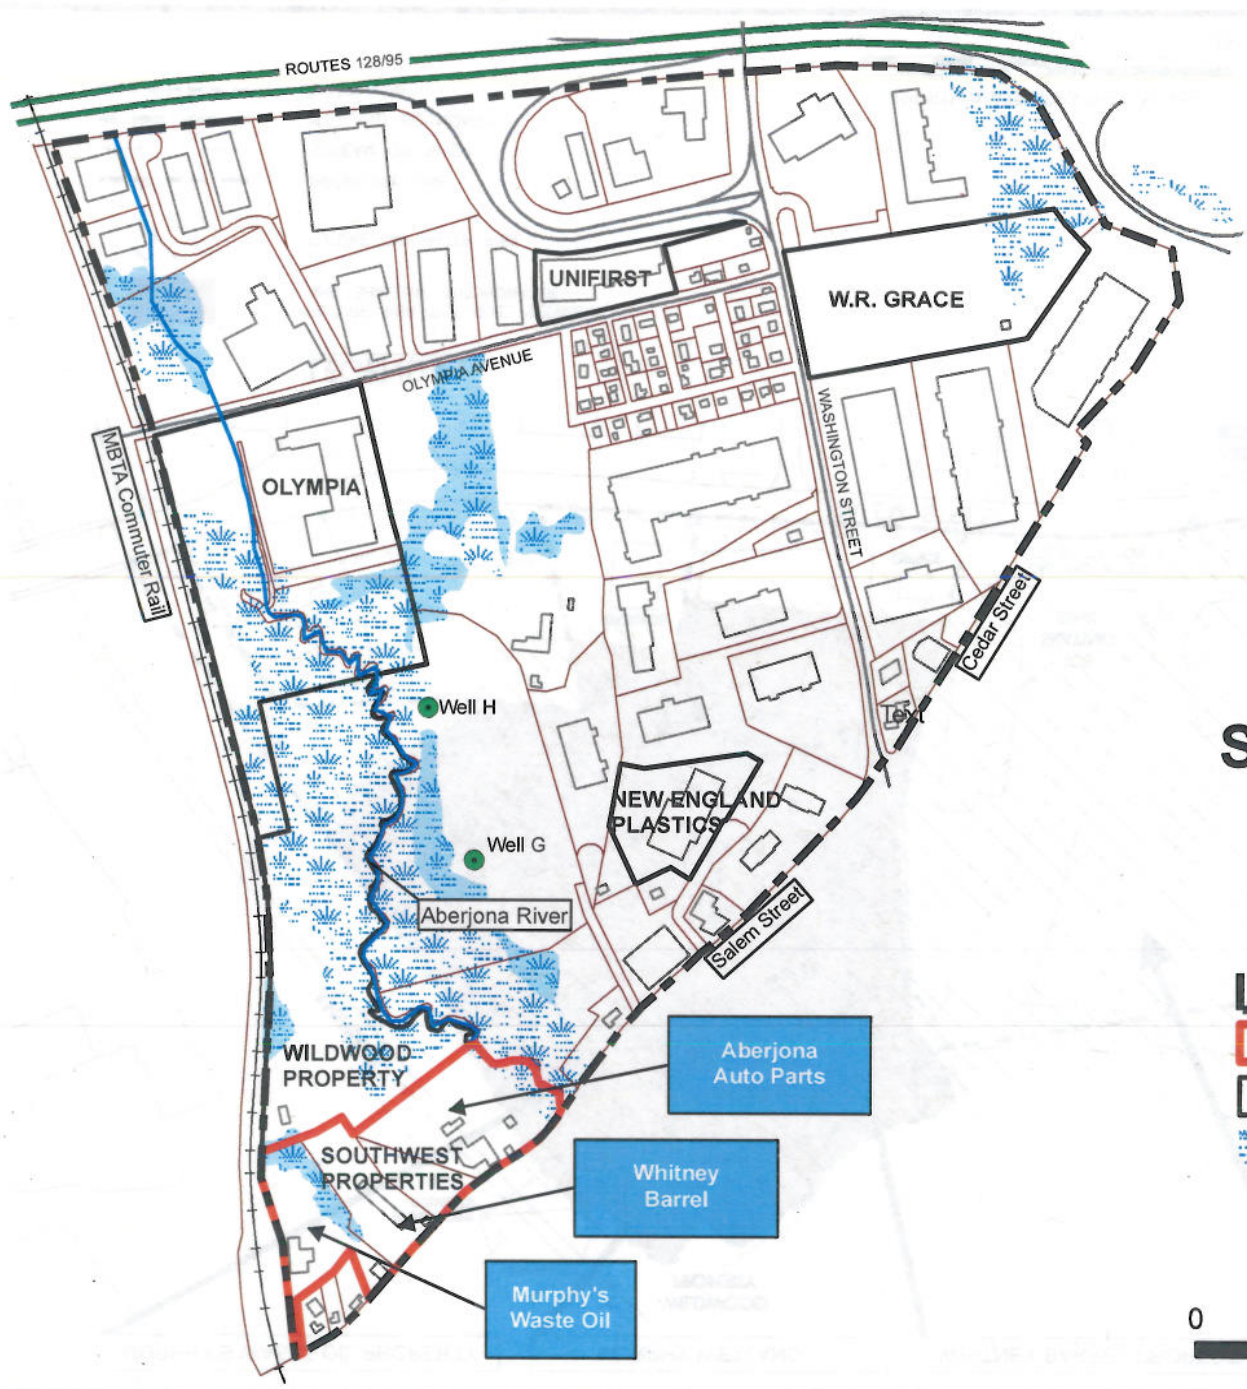 ROUTES 128/95
UNIFIRST
W.R. GRACE
OLYMPIA AVENUE
WASHINGTON STREET
MBTA Commuter Rail
OLYMPIA
Cedar Street
Well H
Text
S
NEW ENGLAND
PLASTICS
Well G
Aberjona River
Salem Street
WILDWOOD
PROPERTY
Aberjona
Auto Parts
SOUTHWEST
PROPERTIES
Whitney
Barrel
Murphy's
Waste Oil
0